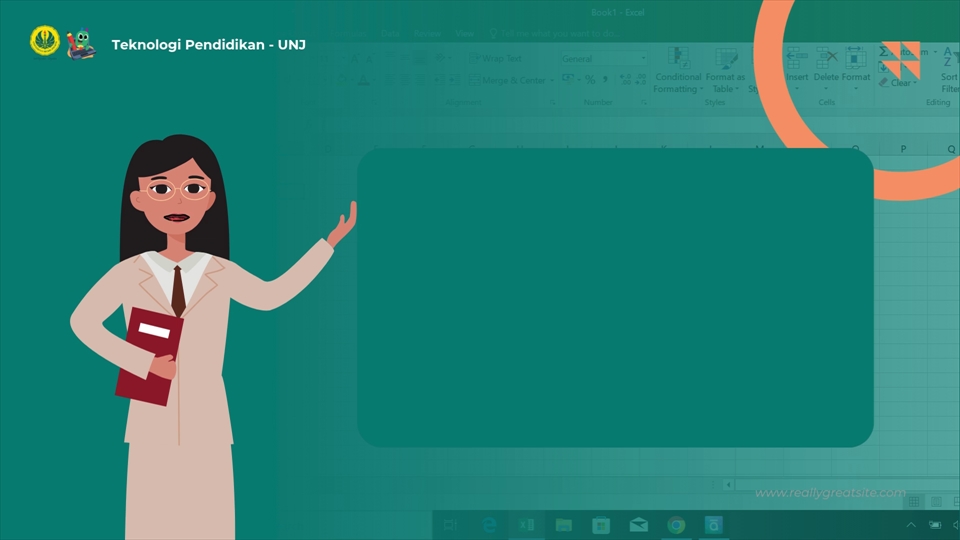 Teknologi Pendidikan - UNJ
Book1 - Excel
Data Review View Tell me what you want to do...
Wrap Text
General
Merge & Center
Conditional Formatting
Format as Table
Insert
Delete
Format
Clear
Sort
Filter
Alignment
Number
Styles
Cells
Editing
P
Q
www.reallygreatsite.com